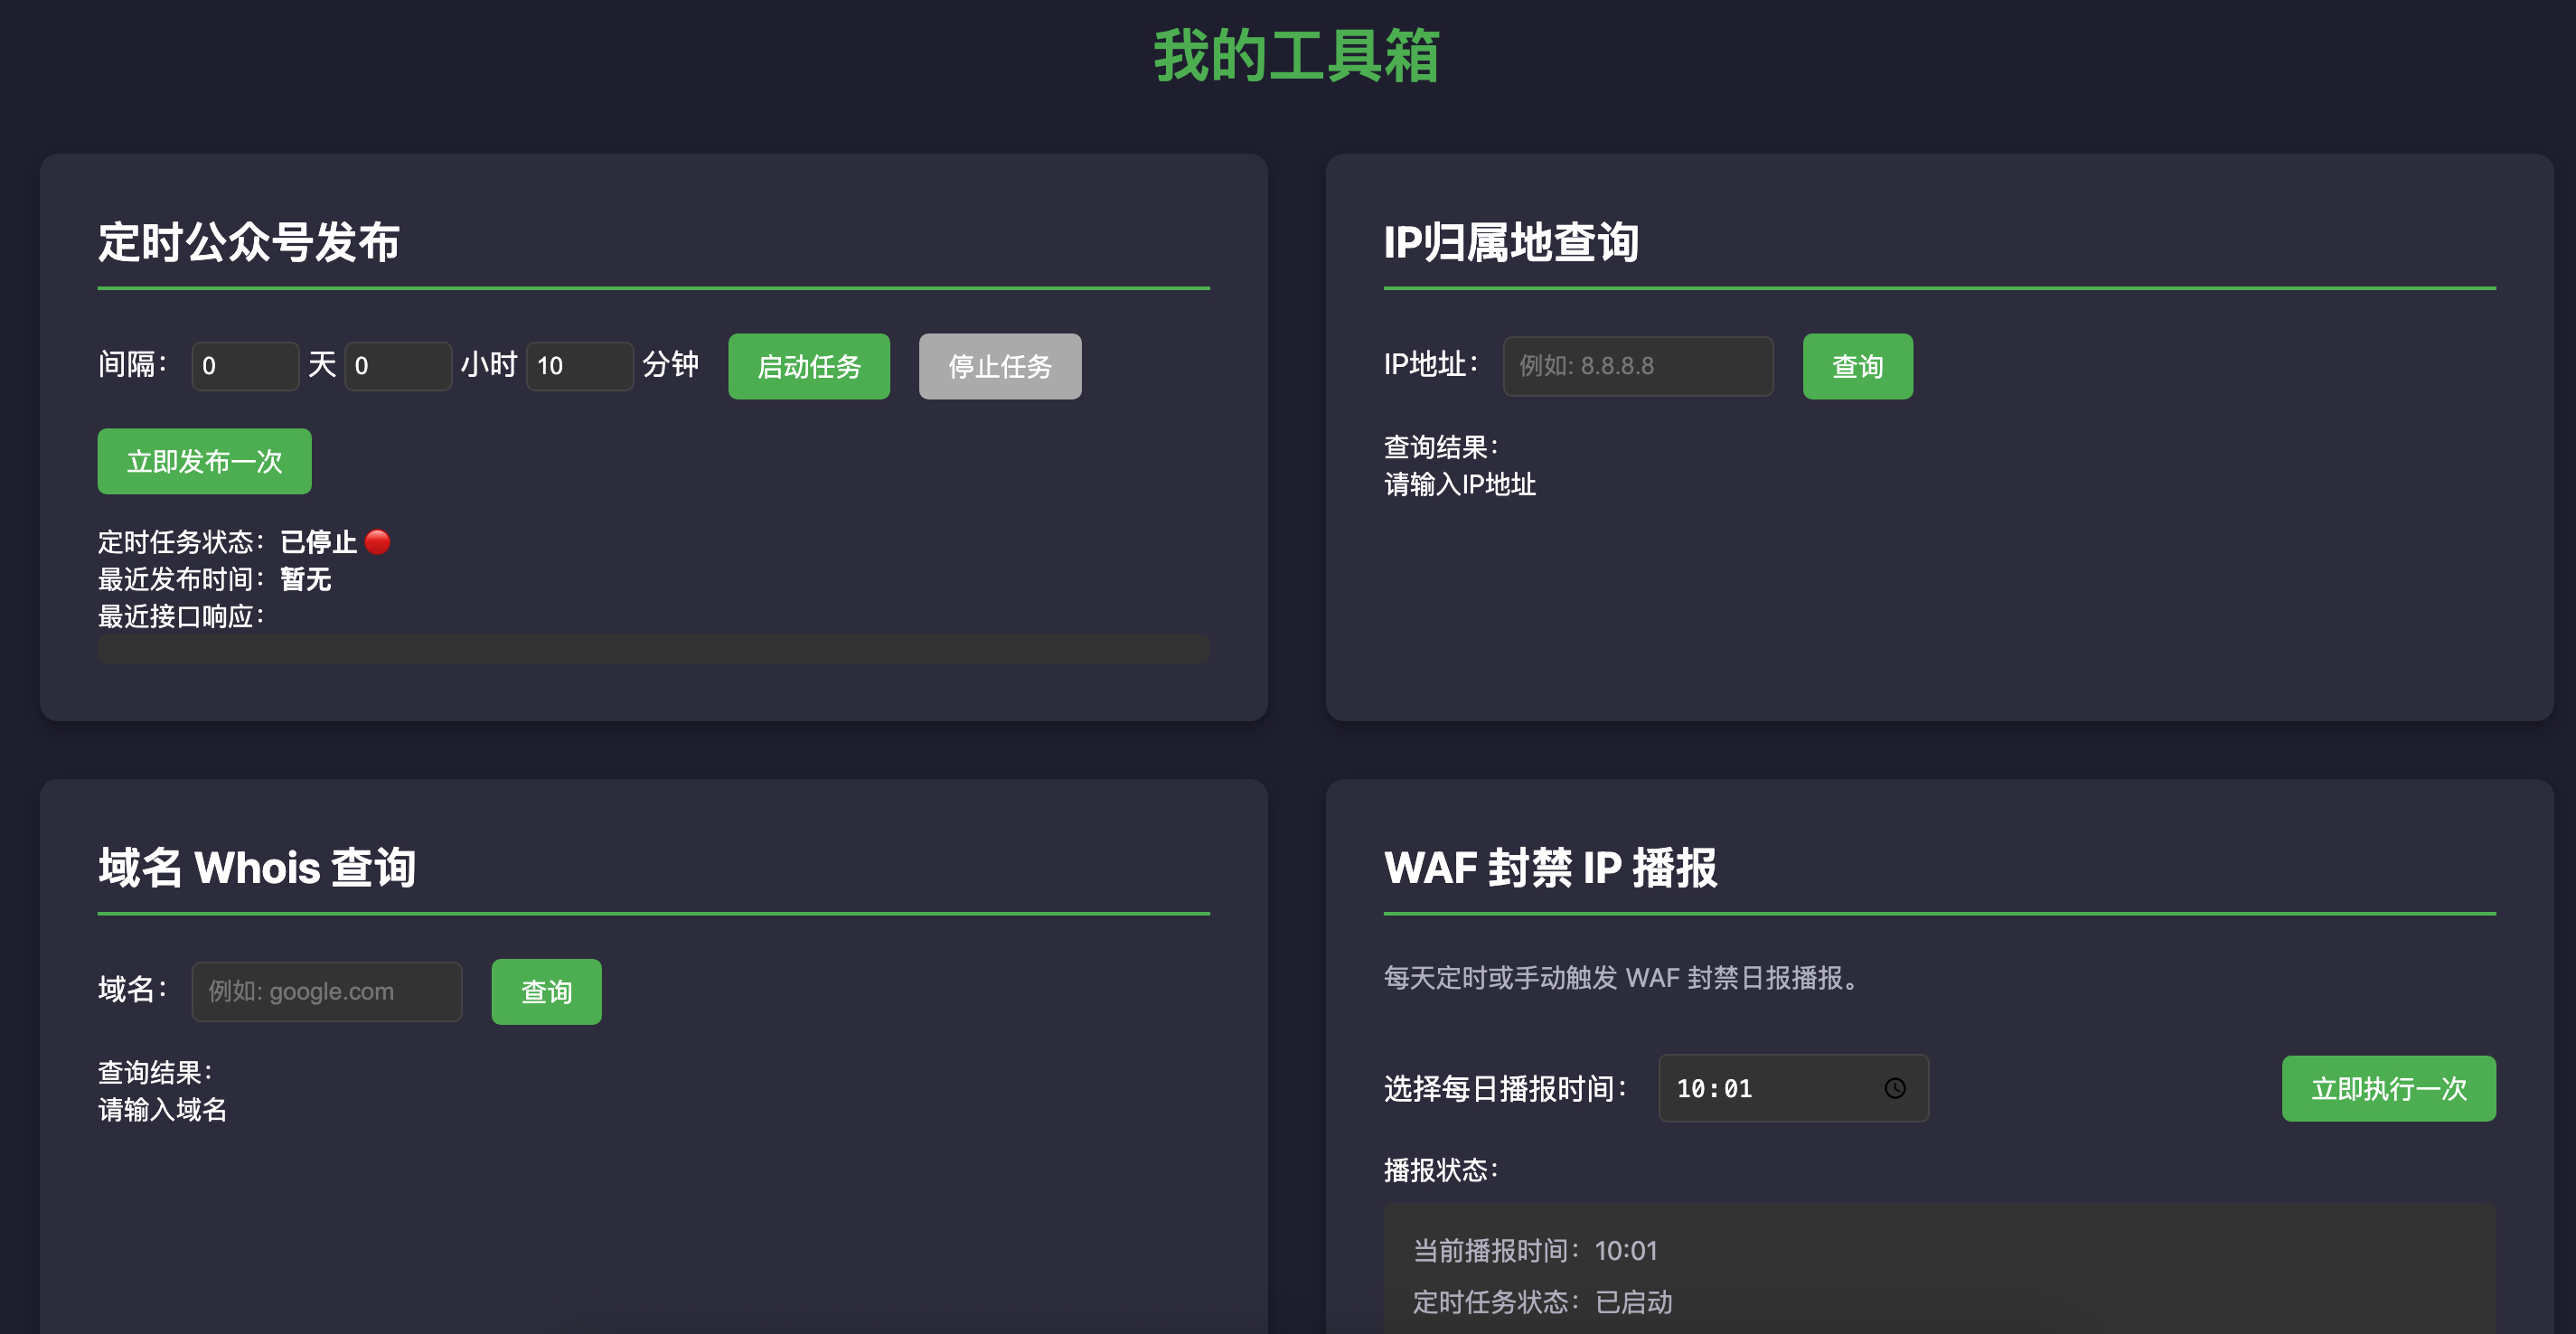 我的工具箱
定时公众号发布
间隔： 0 天 0 小时 10 分钟 启动任务 停止任务
立即发布一次
定时任务状态：已停止
最近发布时间：暂无
最近接口响应：
IP归属地查询
IP地址： 例如: 8.8.8.8 查询
查询结果：
请输入IP地址
域名 Whois 查询
域名： 例如: google.com 查询
查询结果：
请输入域名
WAF 封禁 IP 播报
每天定时或手动触发 WAF 封禁日报播报。
选择每日播报时间： 10:01 立即执行一次
播报状态：
当前播报时间：10:01
定时任务状态：已启动